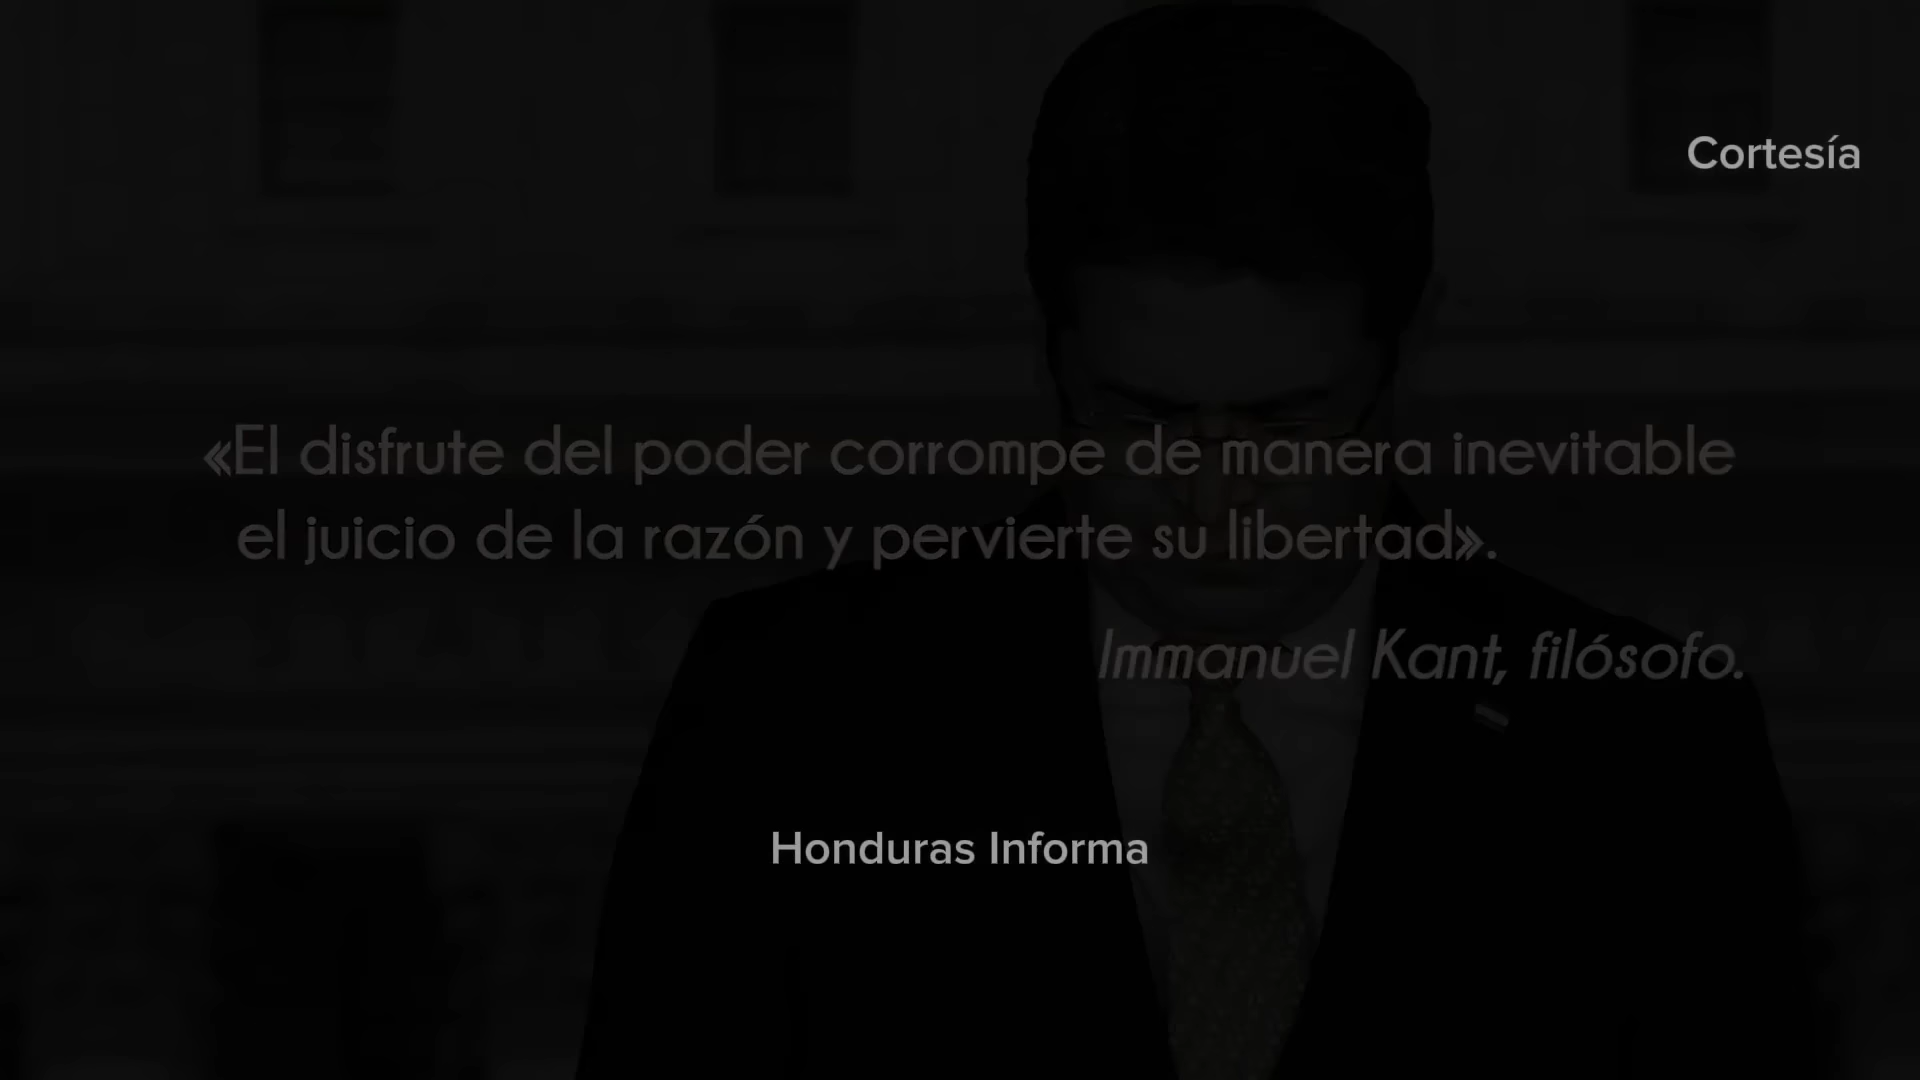 Cortesía
«El disfrute del poder corrompe de manera inevitable
el juicio de la razón y pervierte su libertad».
Immanuel Kant, filósofo.
Honduras Informa